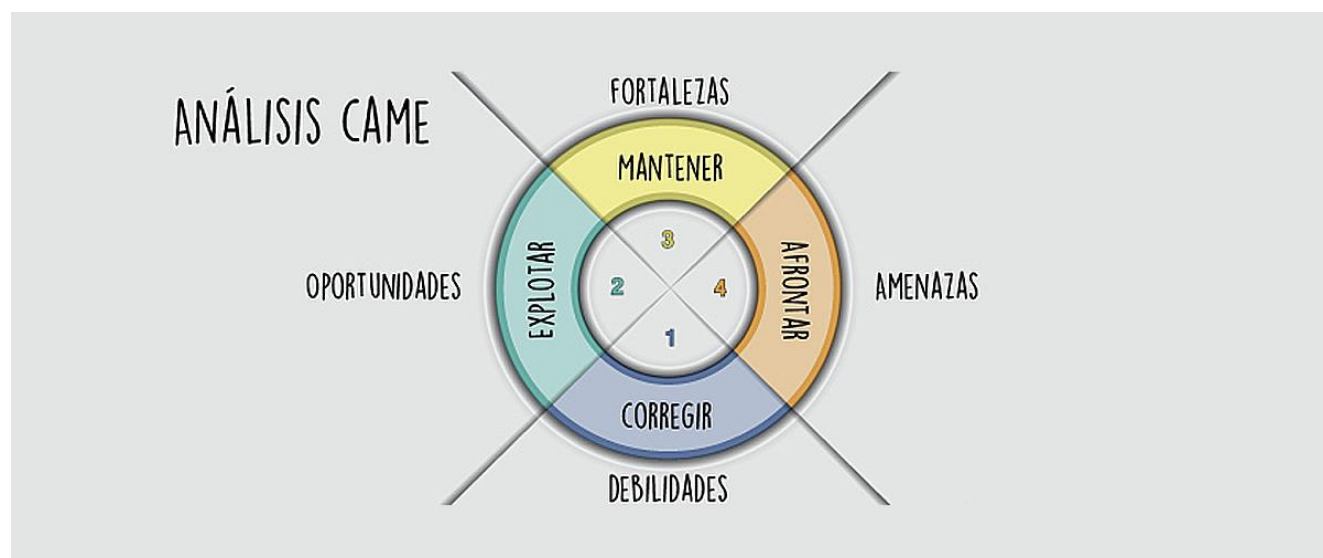 ANÁLISIS CAME
FORTALEZAS
MANTENER
OPORTUNIDADES
EXPLOTAR
3
2
4
1
AFRONTAR
AMENAZAS
CORREGIR
DEBILIDADES